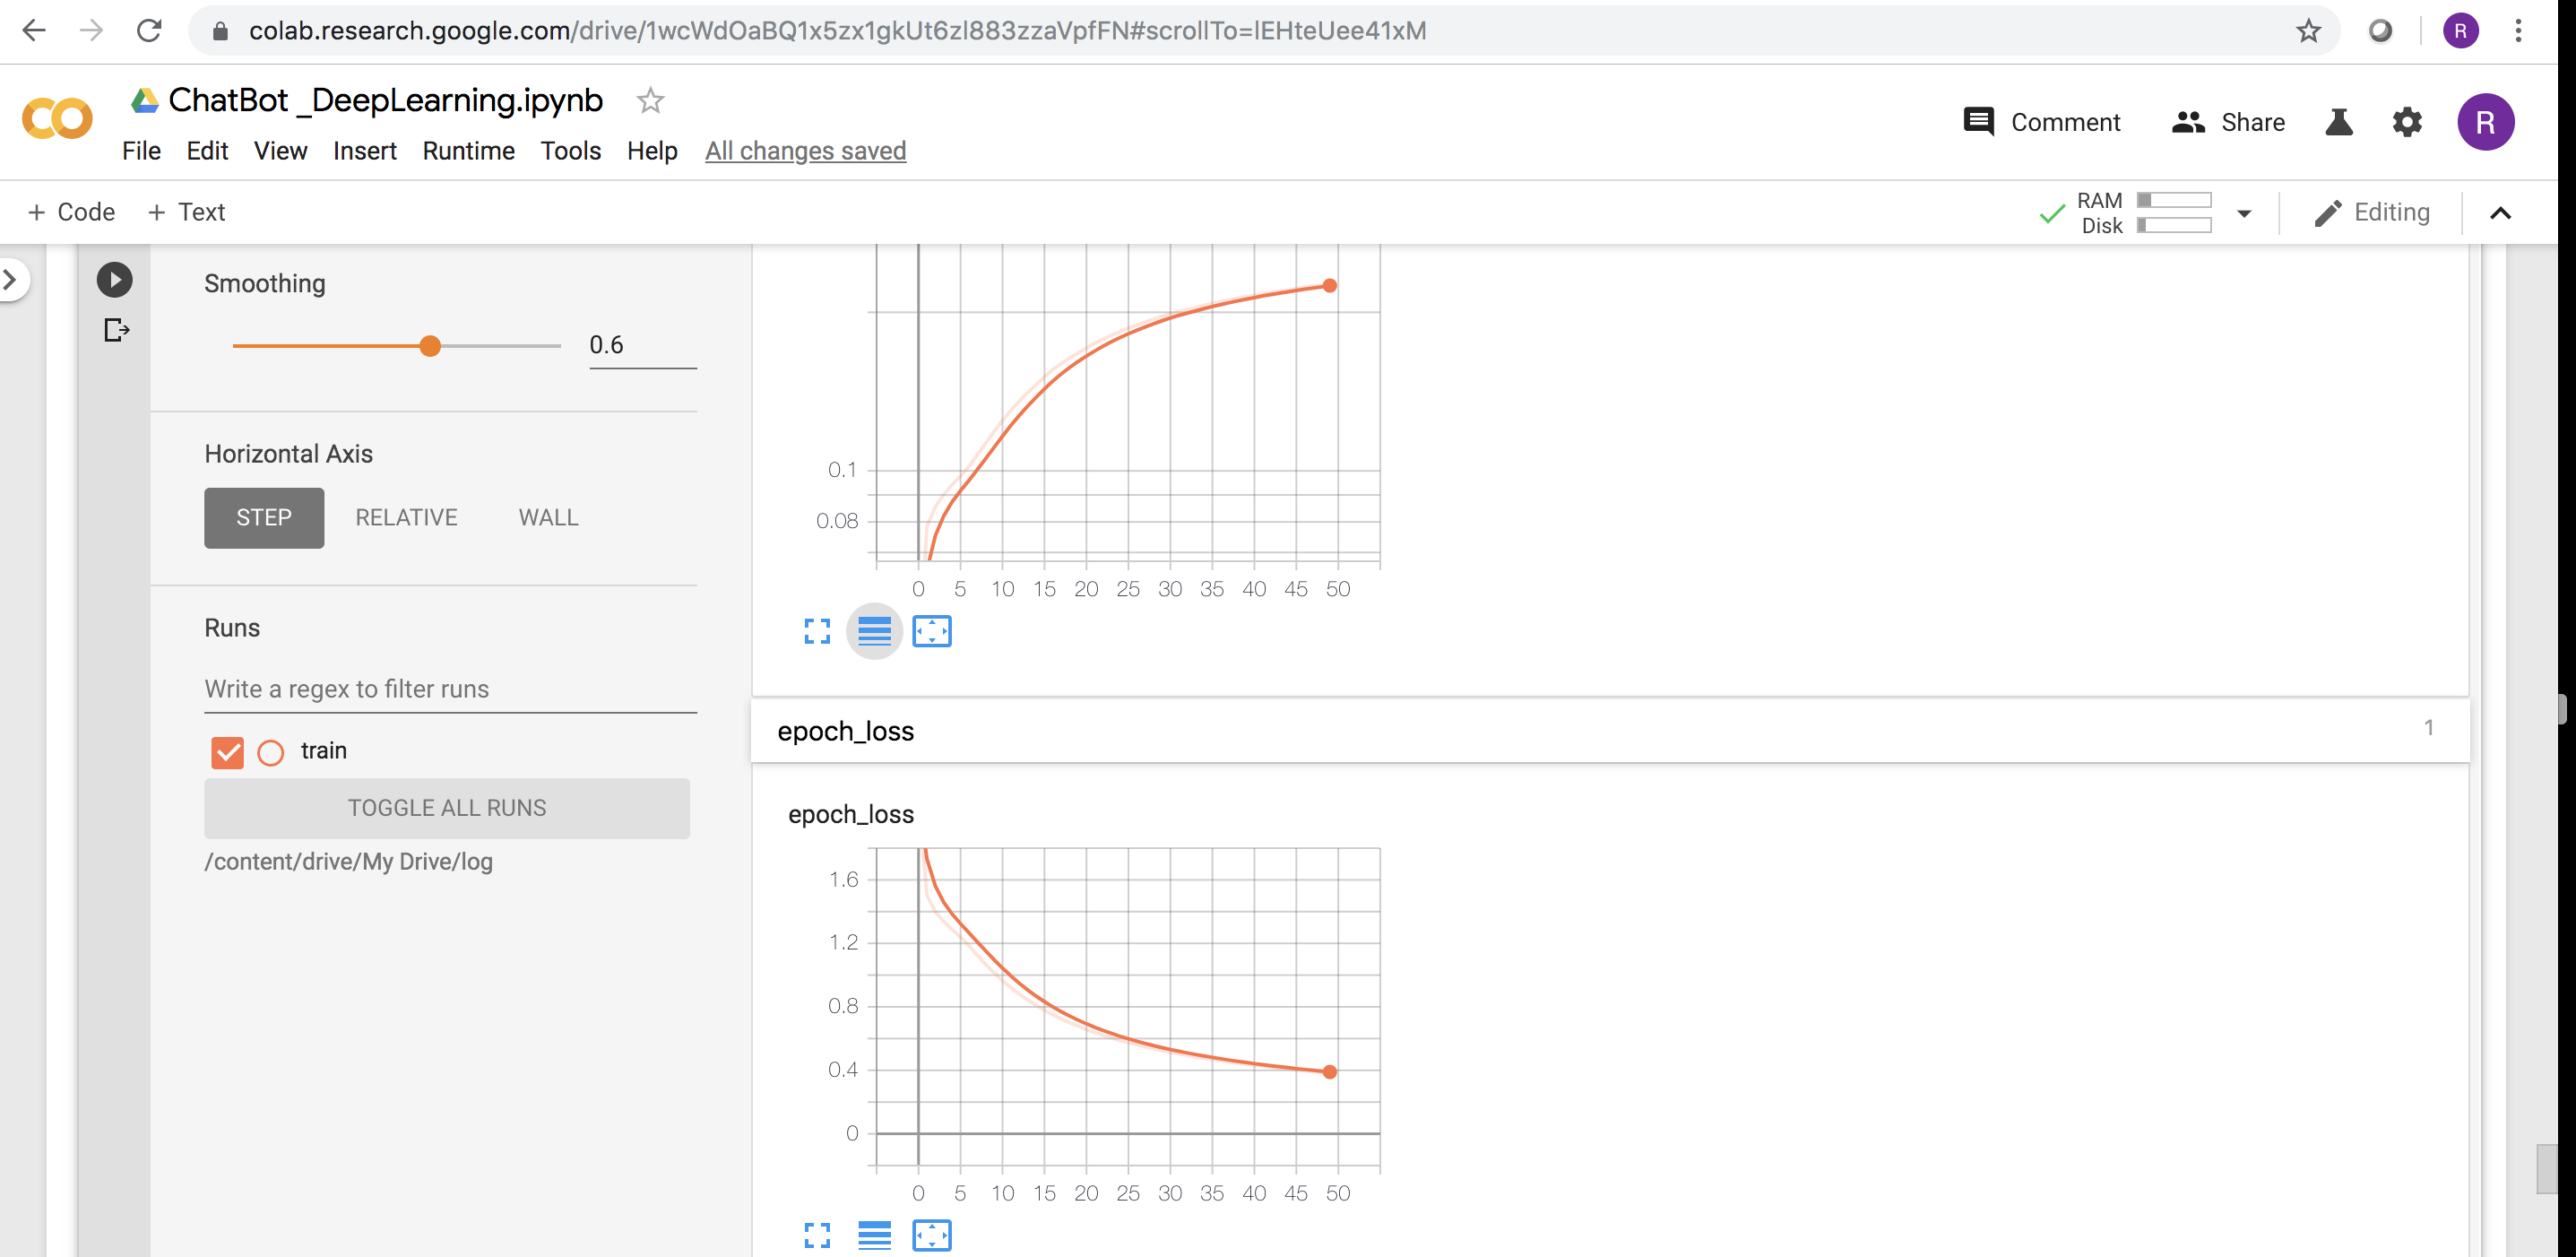 colab.research.google.com/drive/1wcWdOaBQ1x5zx1gkUt6zl883zzaVpfFN#scrollTo=lEHteUee41xM
R
ChatBot _DeepLearning.ipynb
File Edit View Insert Runtime Tools Help All changes saved
Comment Share R
+ Code + Text
RAM
Disk
Editing
Smoothing
0.6
Horizontal Axis
STEP RELATIVE WALL
Runs
Write a regex to filter runs
train
TOGGLE ALL RUNS
/content/drive/My Drive/log
0.1
0.08
0 5 10 15 20 25 30 35 40 45 50
epoch_loss 1
epoch_loss
1.6
1.2
0.8
0.4
0
0 5 10 15 20 25 30 35 40 45 50